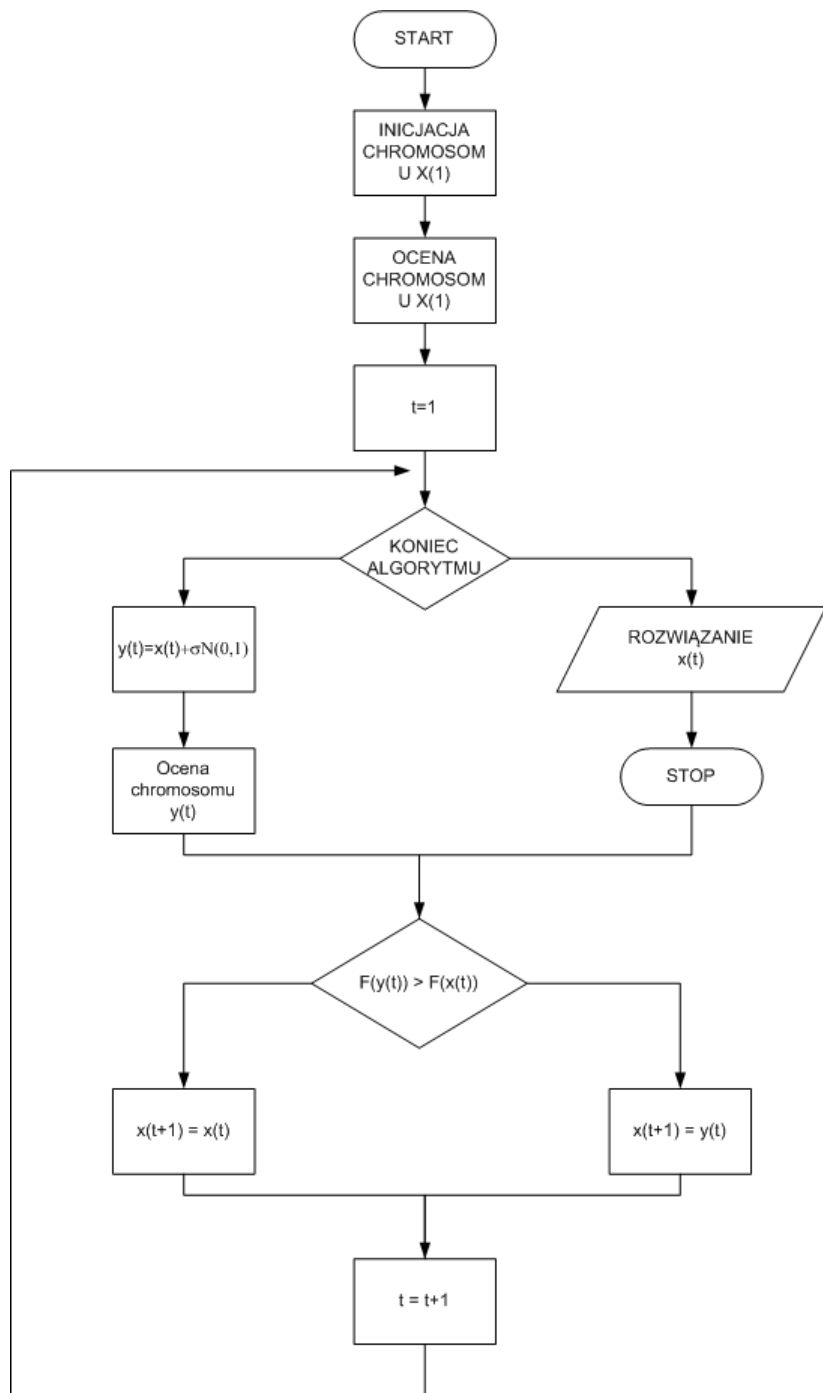 START
INICJACJA
CHROMOSOM
U X(1)
OCENA
CHROMOSOM
U X(1)
t=1
KONIEC
ALGORYTMU
y(t)=x(t)+σN(0,1)
ROZWIĄZANIE
x(t)
Ocena
chromosomu
y(t)
STOP
F(y(t)) > F(x(t))
x(t+1) = x(t)
x(t+1) = y(t)
t = t+1